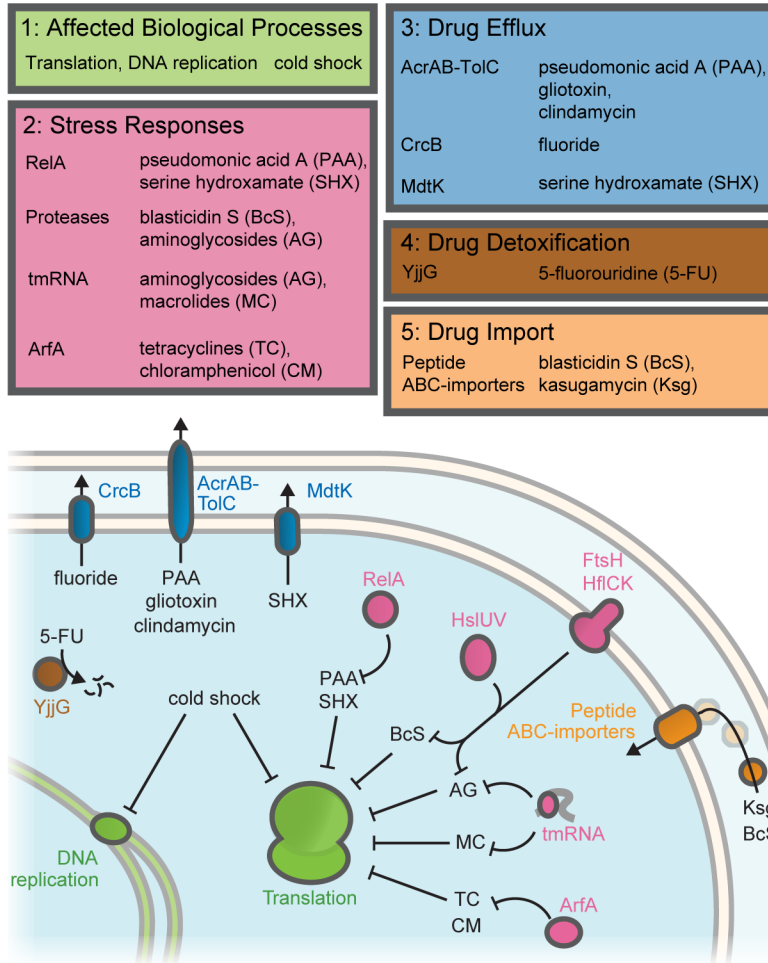 1: Affected Biological Processes
Translation, DNA replication cold shock
2: Stress Responses
RelA pseudomonic acid A (PAA),
serine hydroxamate (SHX)
Proteases blasticidin S (BcS),
aminoglycosides (AG)
tmRNA aminoglycosides (AG),
macrolides (MC)
ArfA tetracyclines (TC),
chloramphenicol (CM)
3: Drug Efflux
AcrAB-TolC pseudomonic acid A (PAA),
gliotoxin,
clindamycin
CrcB fluoride
MdtK serine hydroxamate (SHX)
4: Drug Detoxification
YjjG 5-fluorouridine (5-FU)
5: Drug Import
Peptide blasticidin S (BcS),
ABC-importers kasugamycin (Ksg)
CrcB
AcrAB-
TolC
MdtK
fluoride
PAA
gliotoxin
clindamycin
SHX
RelA
FtsH
HflCK
HslUV
5-FU
YjjG
cold shock
PAA
SHX
BcS
Peptide
ABC-importers
AG
Ksg
BcS
tmRNA
MC
DNA
replication
Translation
TC
CM
ArfA